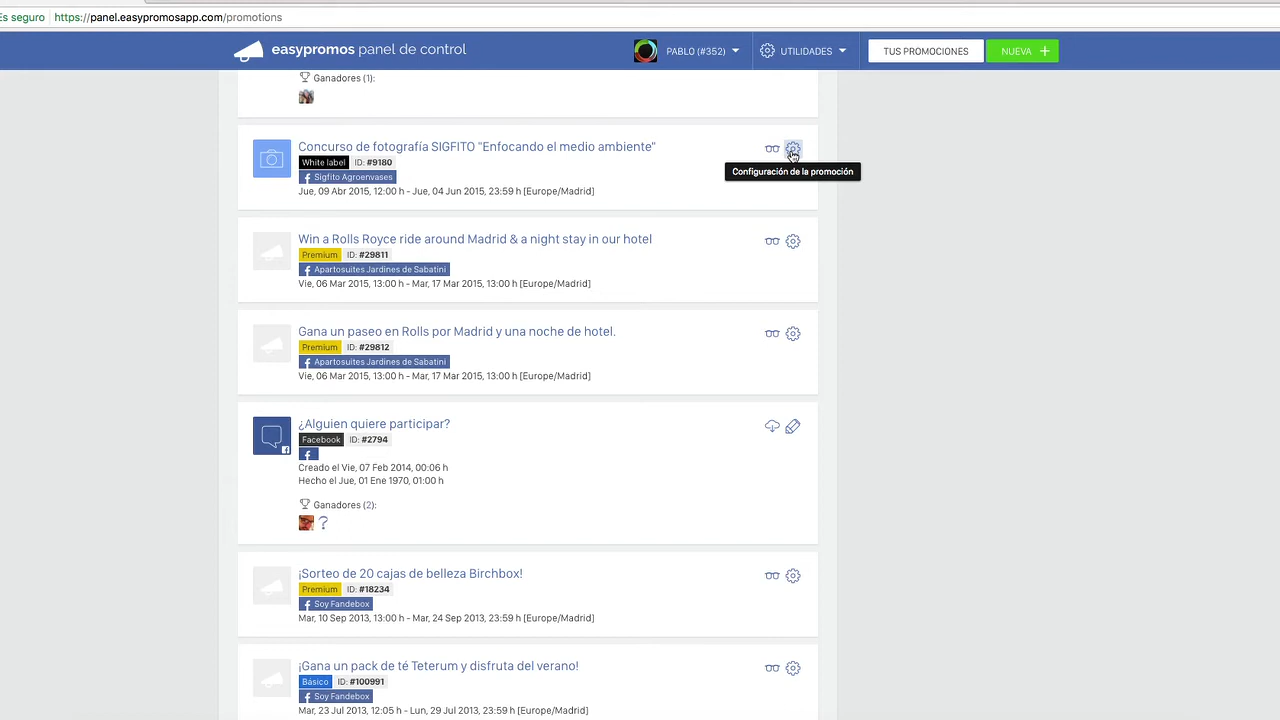 Es seguro https://panel.easypromosapp.com/promotions
easypromos panel de control PABLO (#352) UTILIDADES TUS PROMOCIONES NUEVA +
Ganadores (1):
Concurso de fotografía SIGFITO "Enfocando el medio ambiente"
White label ID: #9180
Sigfito Agroenvases
Configuración de la promoción
Jue, 09 Abr 2015, 12:00 h - Jue, 04 Jun 2015, 23:59 h [Europe/Madrid]
Win a Rolls Royce ride around Madrid & a night stay in our hotel
Premium ID: #29811
Apartosuites Jardines de Sabatini
Vie, 06 Mar 2015, 13:00 h - Mar, 17 Mar 2015, 13:00 h [Europe/Madrid]
Gana un paseo en Rolls por Madrid y una noche de hotel.
Premium ID: #29812
Apartosuites Jardines de Sabatini
Vie, 06 Mar 2015, 13:00 h - Mar, 17 Mar 2015, 13:00 h [Europe/Madrid]
¿Alguien quiere participar?
Facebook ID: #2794
Creado el Vie, 07 Feb 2014, 00:06 h
Hecho el Jue, 01 Ene 1970, 01:00 h
Ganadores (2):
?
¡Sorteo de 20 cajas de belleza Birchbox!
Premium ID: #18234
Soy Fandebox
Mar, 10 Sep 2013, 13:00 h - Mar, 24 Sep 2013, 23:59 h [Europe/Madrid]
¡Gana un pack de té Teterum y disfruta del verano!
Básico ID: #100991
Soy Fandebox
Mar, 23 Jul 2013, 12:05 h - Lun, 29 Jul 2013, 23:59 h [Europe/Madrid]